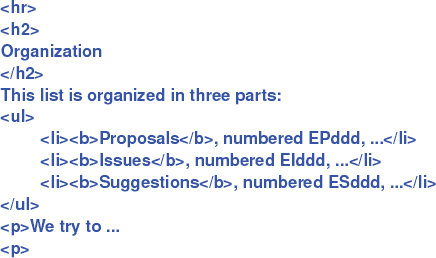 <hr>
<h2>
Organization
</h2>
This list is organized in three parts:
<ul>
<li><b>Proposals</b>, numbered EPddd, ...</li>
<li><b>Issues</b>, numbered EIddd, ...</li>
<li><b>Suggestions</b>, numbered ESddd, ...</li>
</ul>
<p>We try to ...
<p>